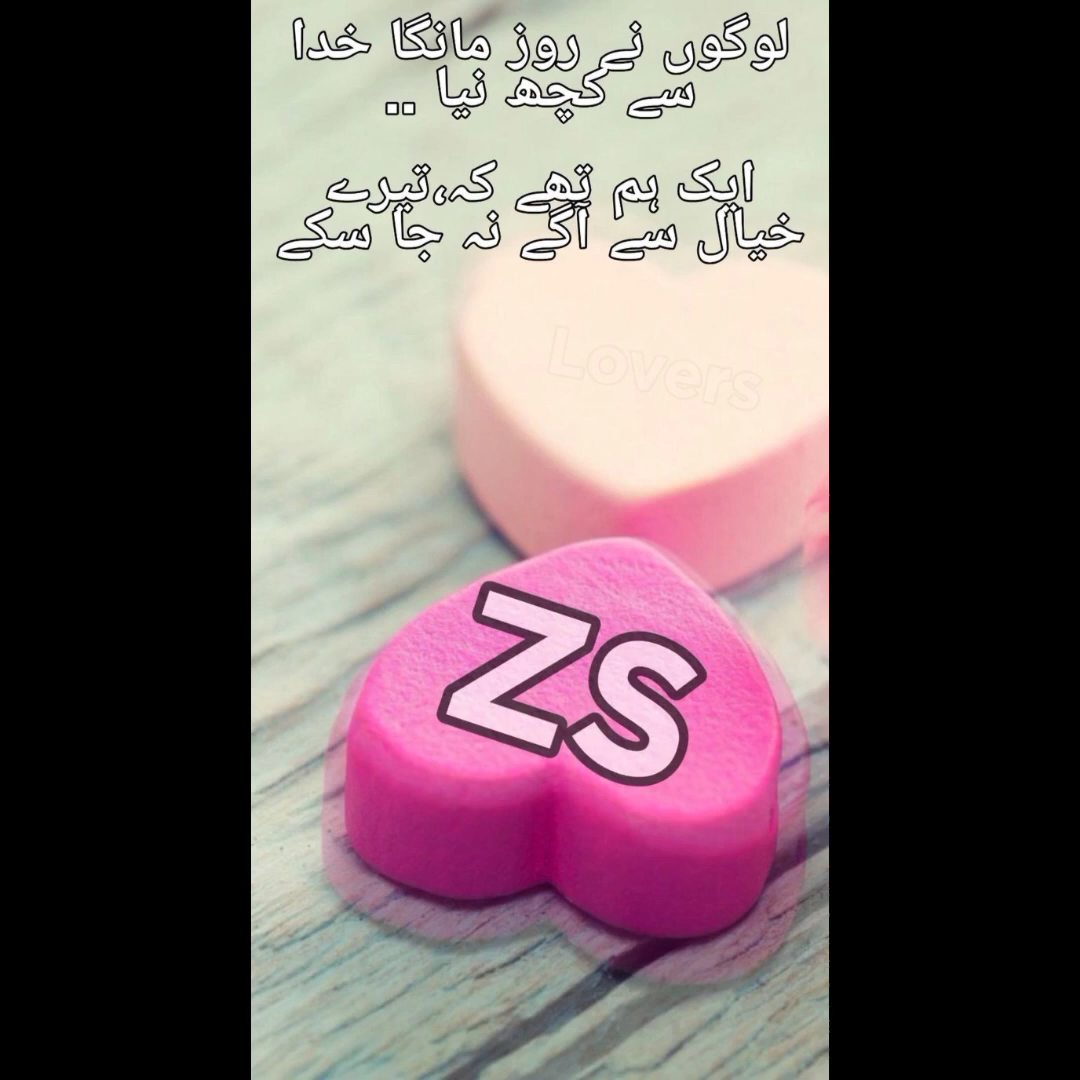 لوگوں نے روز مانگا خدا
سے کچھ نیا ..
ایک ہم تھے کہ،تیرے
خیال سے آگے نہ جا سکے
Lovers
ZS